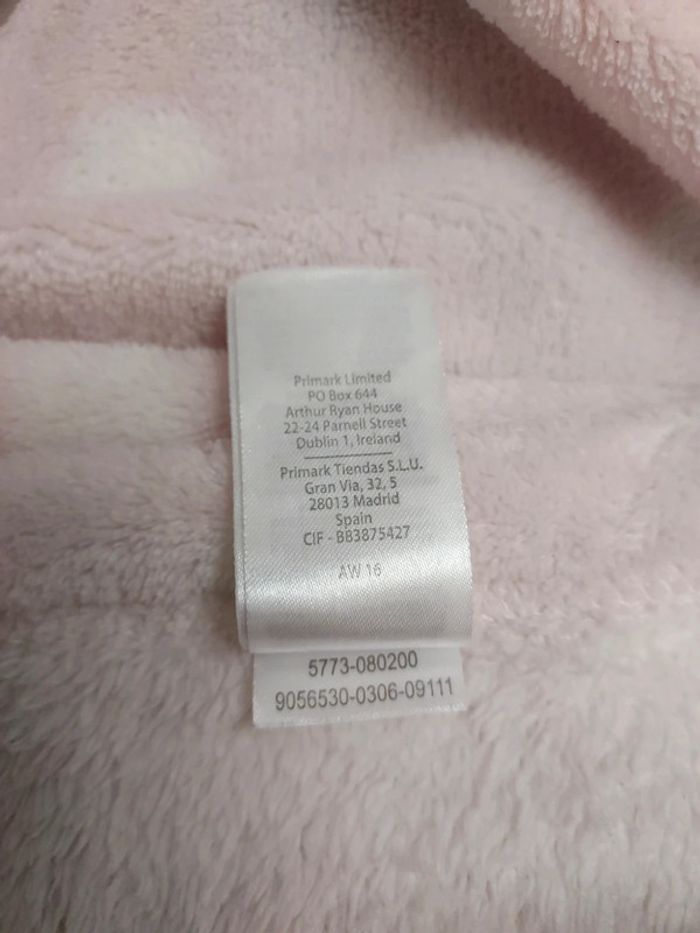 Primark Limited
PO Box 644
Arthur Ryan House
22-24 Parnell Street
Dublin 1, Ireland
Primark Tiendas S.L.U.
Gran Via, 32, 5
28013 Madrid
Spain
CIF - B83875427
AW 16
5773-080200
9056530-0306-09111